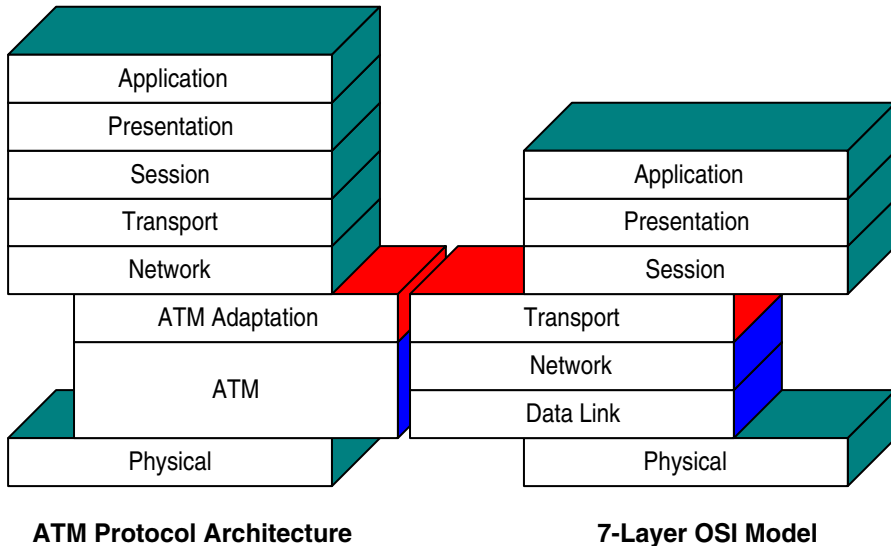 Application
Presentation
Session
Transport
Network
ATM Adaptation
ATM
Physical
ATM Protocol Architecture
Application
Presentation
Session
Transport
Network
Data Link
Physical
7-Layer OSI Model